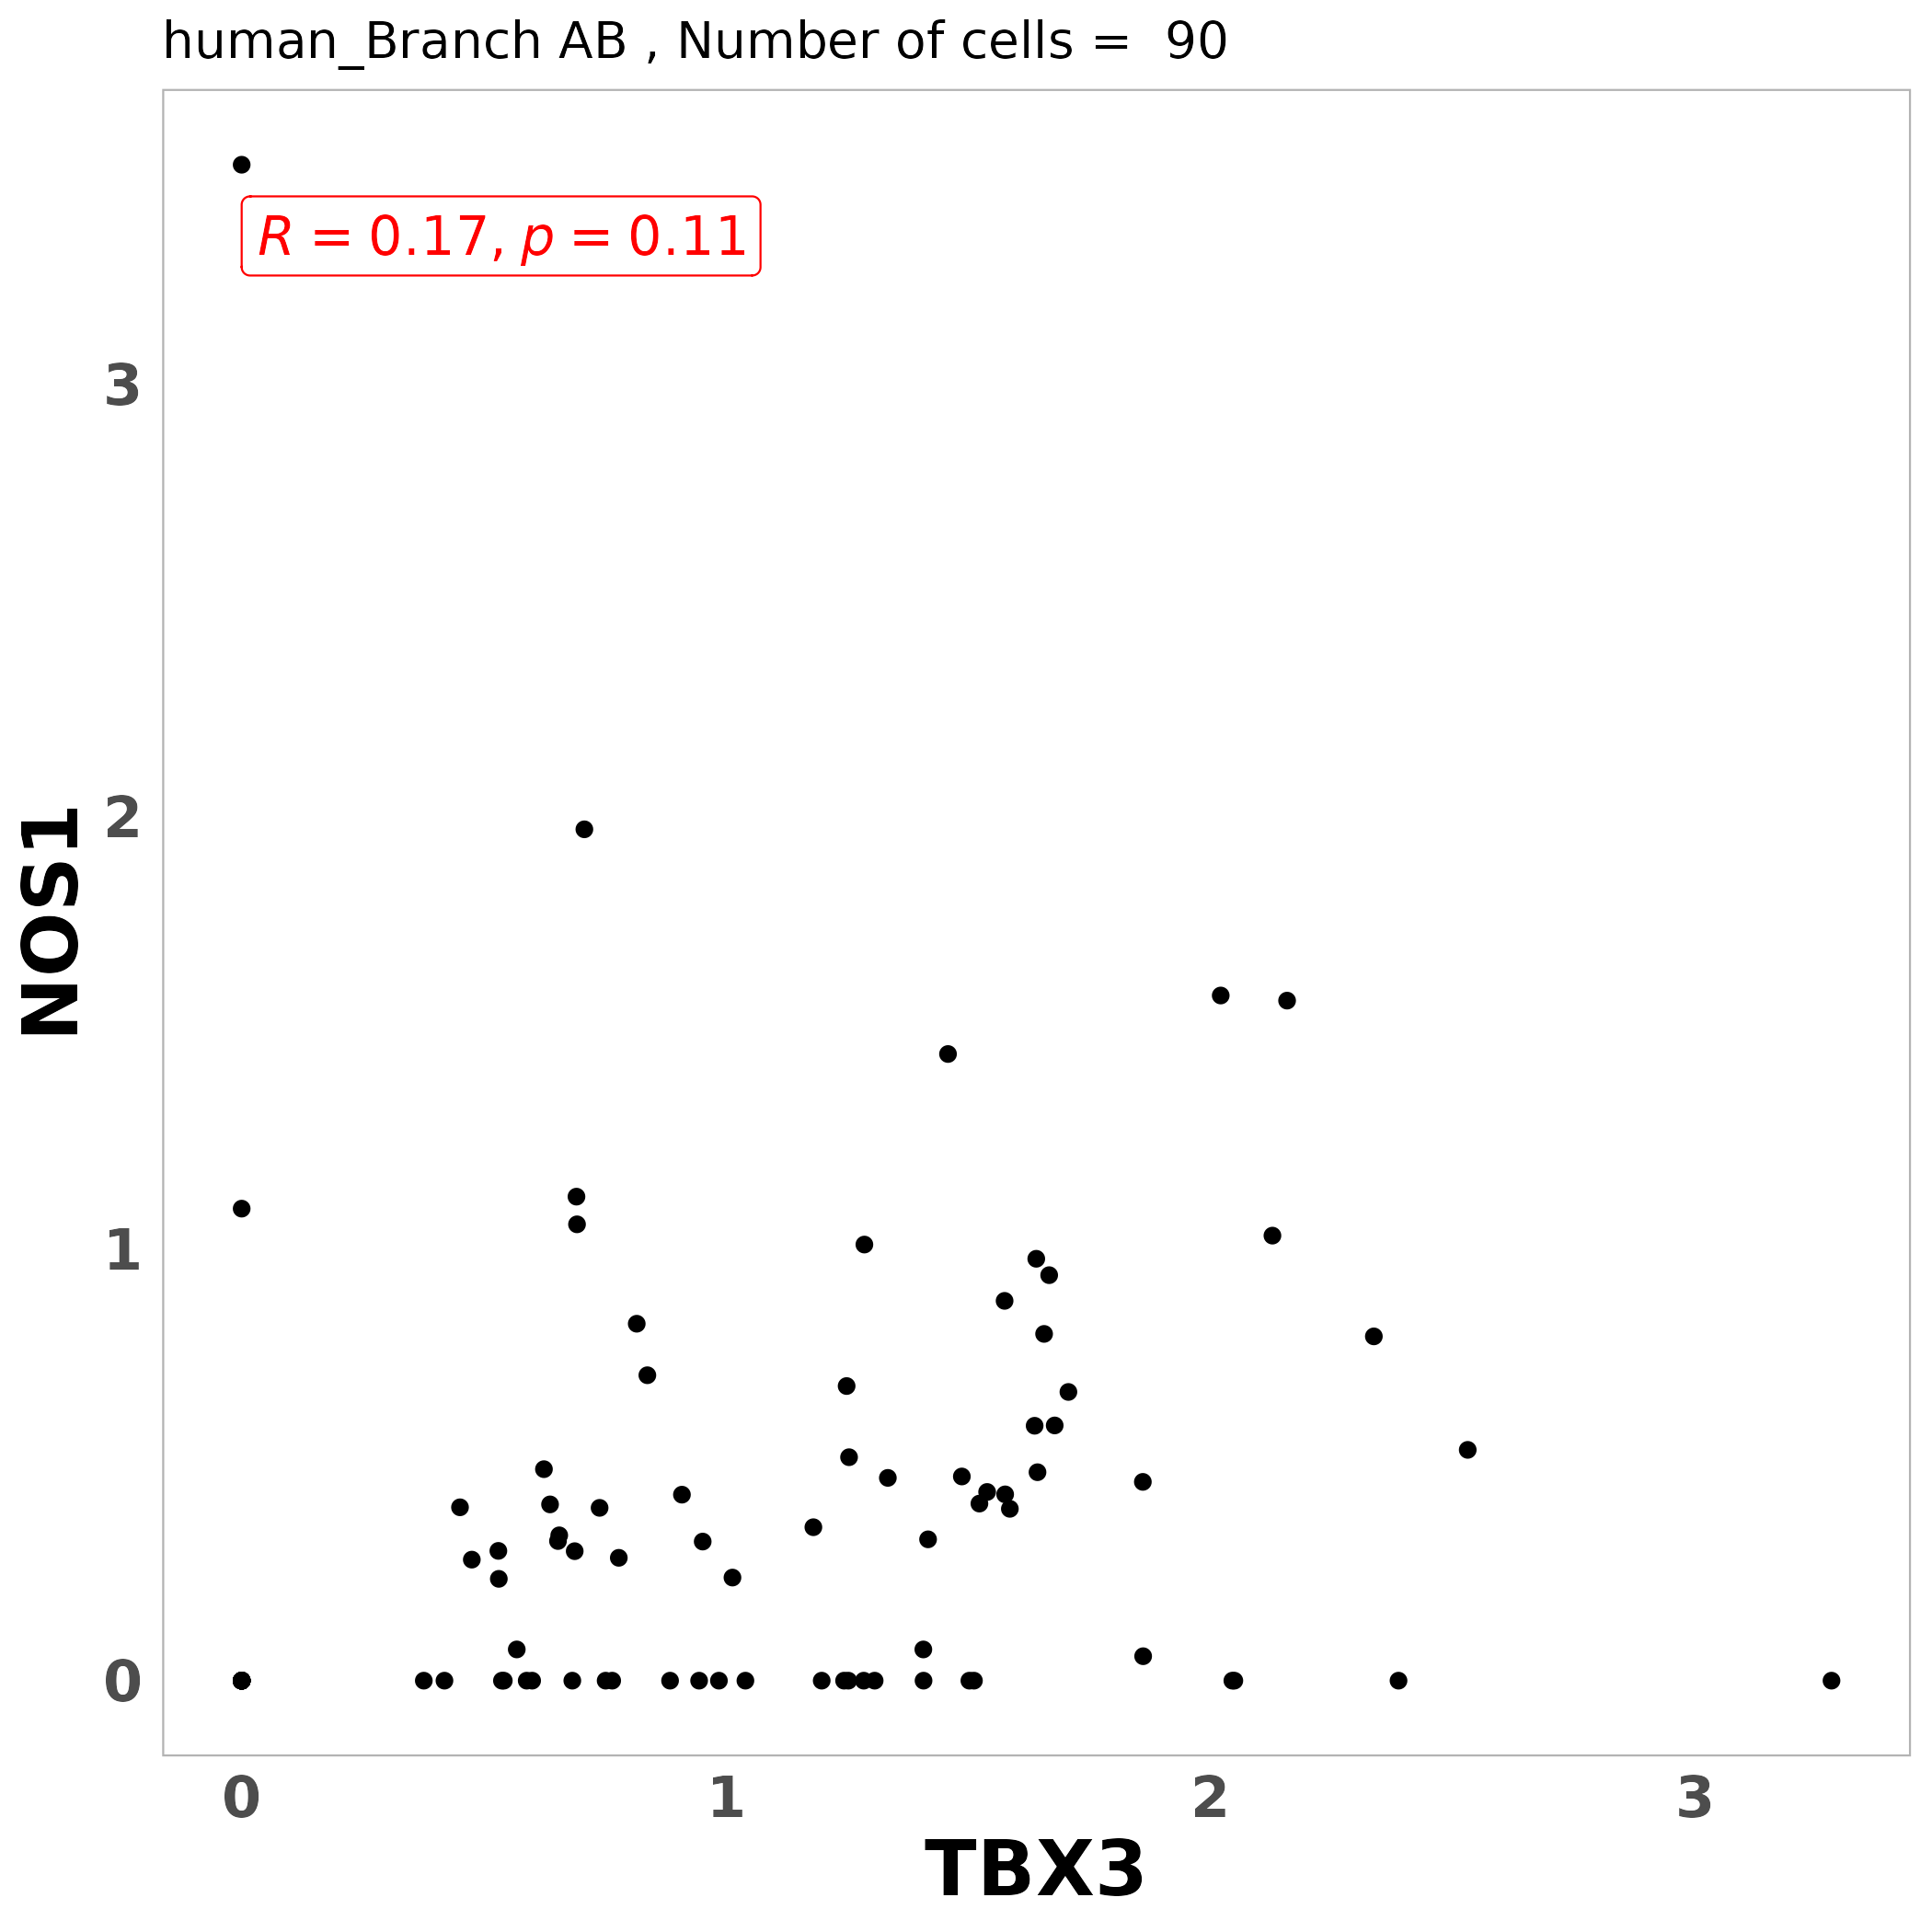 human_Branch AB , Number of cells =  90
R = 0.17, p = 0.11
3
2
1
0
NOS1
0 1 2 3
TBX3